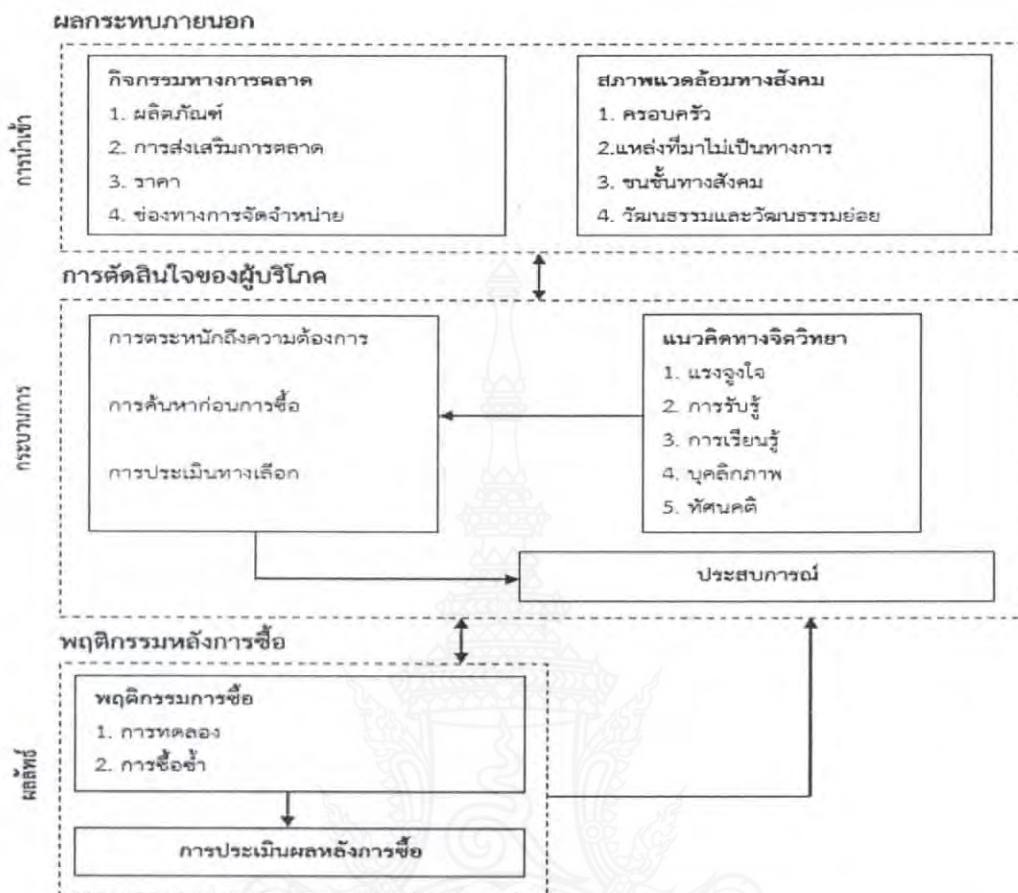 ผลกระทบภายนอก
การนำเข้า
กิจกรรมทางการตลาด
1. ผลิตภัณฑ์
2. การส่งเสริมการตลาด
3. ราคา
4. ช่องทางการจัดจำหน่าย
สภาพแวดล้อมทางสังคม
1. ครอบครัว
2.แหล่งที่มาไม่เป็นทางการ
3. ชนชั้นทางสังคม
4. วัฒนธรรมและวัฒนธรรมย่อย
การตัดสินใจของผู้บริโภค
กระบวนการ
การตระหนักถึงความต้องการ
การค้นหาก่อนการซื้อ
การประเมินทางเลือก
แนวคิดทางจิตวิทยา
1. แรงจูงใจ
2. การรับรู้
3. การเรียนรู้
4. บุคลิกภาพ
5. ทัศนคติ
ประสบการณ์
พฤติกรรมหลังการซื้อ
ผลลัพธ์
พฤติกรรมการซื้อ
1. การทดลอง
2. การซื้อซ้ำ
การประเมินผลหลังการซื้อ